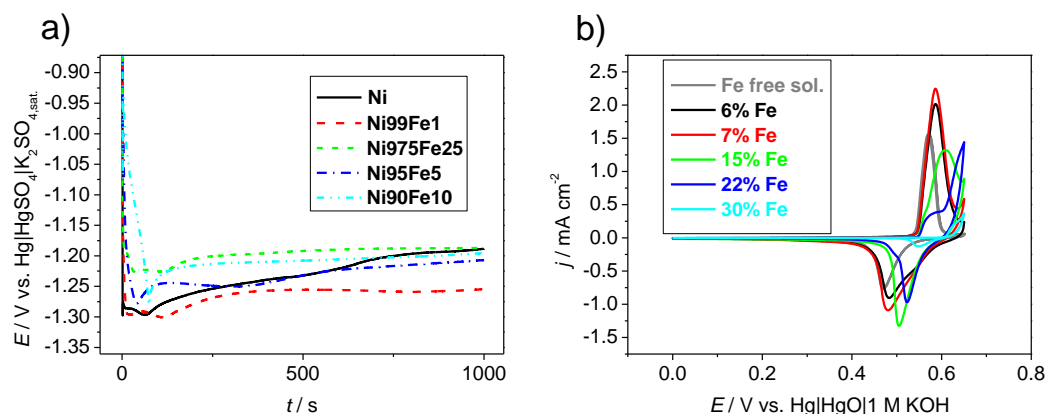 a)
-0.90
-0.95
-1.00
-1.05
-1.10
-1.15
-1.20
-1.25
-1.30
-1.35
E / V vs. Hg|HgSO4|K2SO4,sat.
Ni
Ni99Fe1
Ni975Fe25
Ni95Fe5
Ni90Fe10
0 500 1000
t / s
b)
2.5
2.0
1.5
1.0
0.5
0.0
-0.5
-1.0
-1.5
j / mA cm-2
Fe free sol.
6% Fe
7% Fe
15% Fe
22% Fe
30% Fe
0.0 0.2 0.4 0.6 0.8
E / V vs. Hg|HgO|1 M KOH